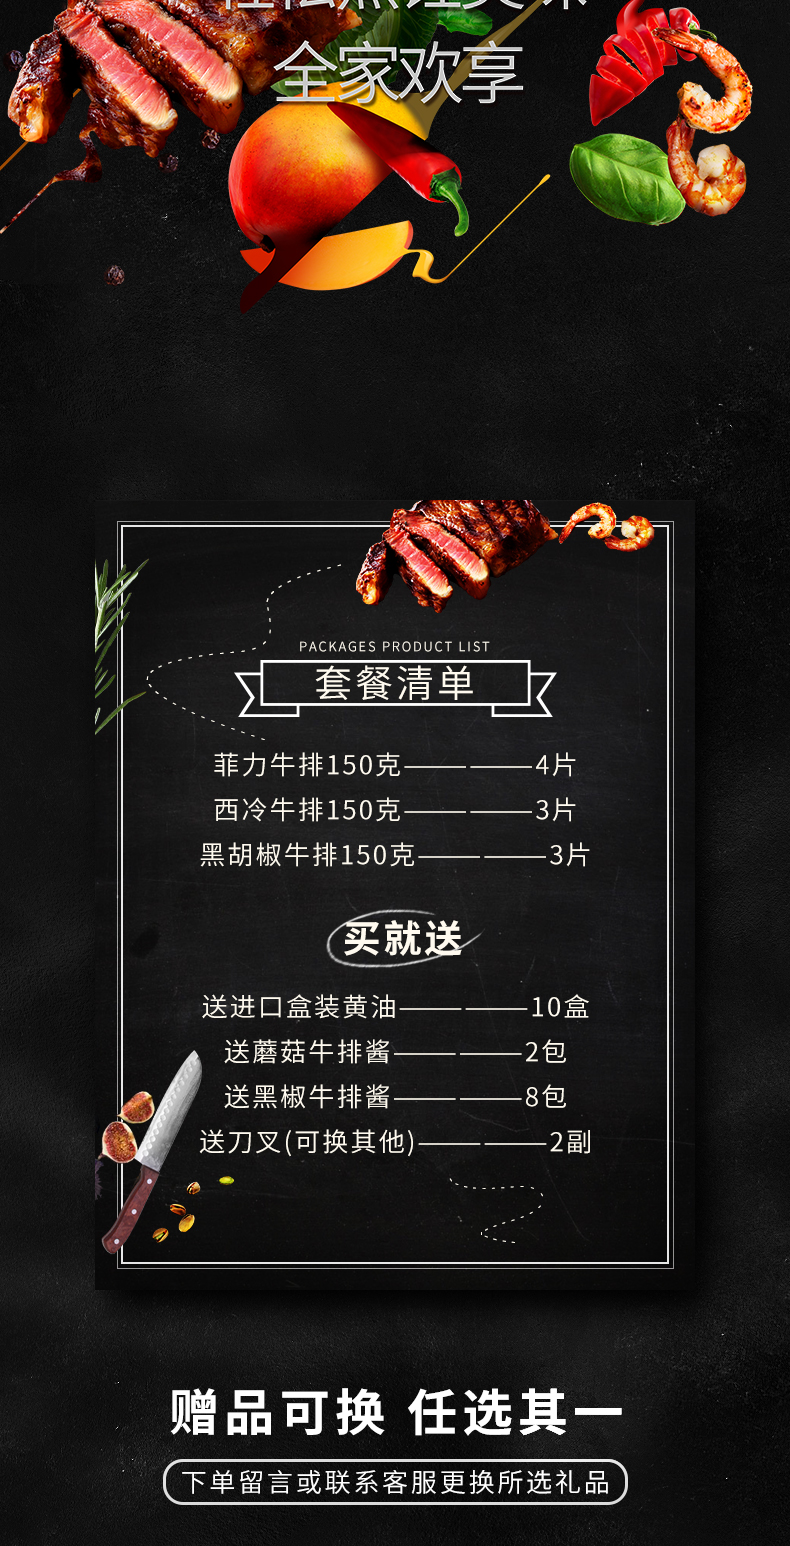 全家欢享
PACKAGES PRODUCT LIST
套餐清单
菲力牛排150克—— ——4片
西冷牛排150克—— ——3片
黑胡椒牛排150克—— ——3片
买就送
送进口盒装黄油—— ——10盒
送蘑菇牛排酱—— ——2包
送黑椒牛排酱—— ——8包
送刀叉(可换其他)—— ——2副
赠品可换 任选其一
下单留言或联系客服更换所选礼品